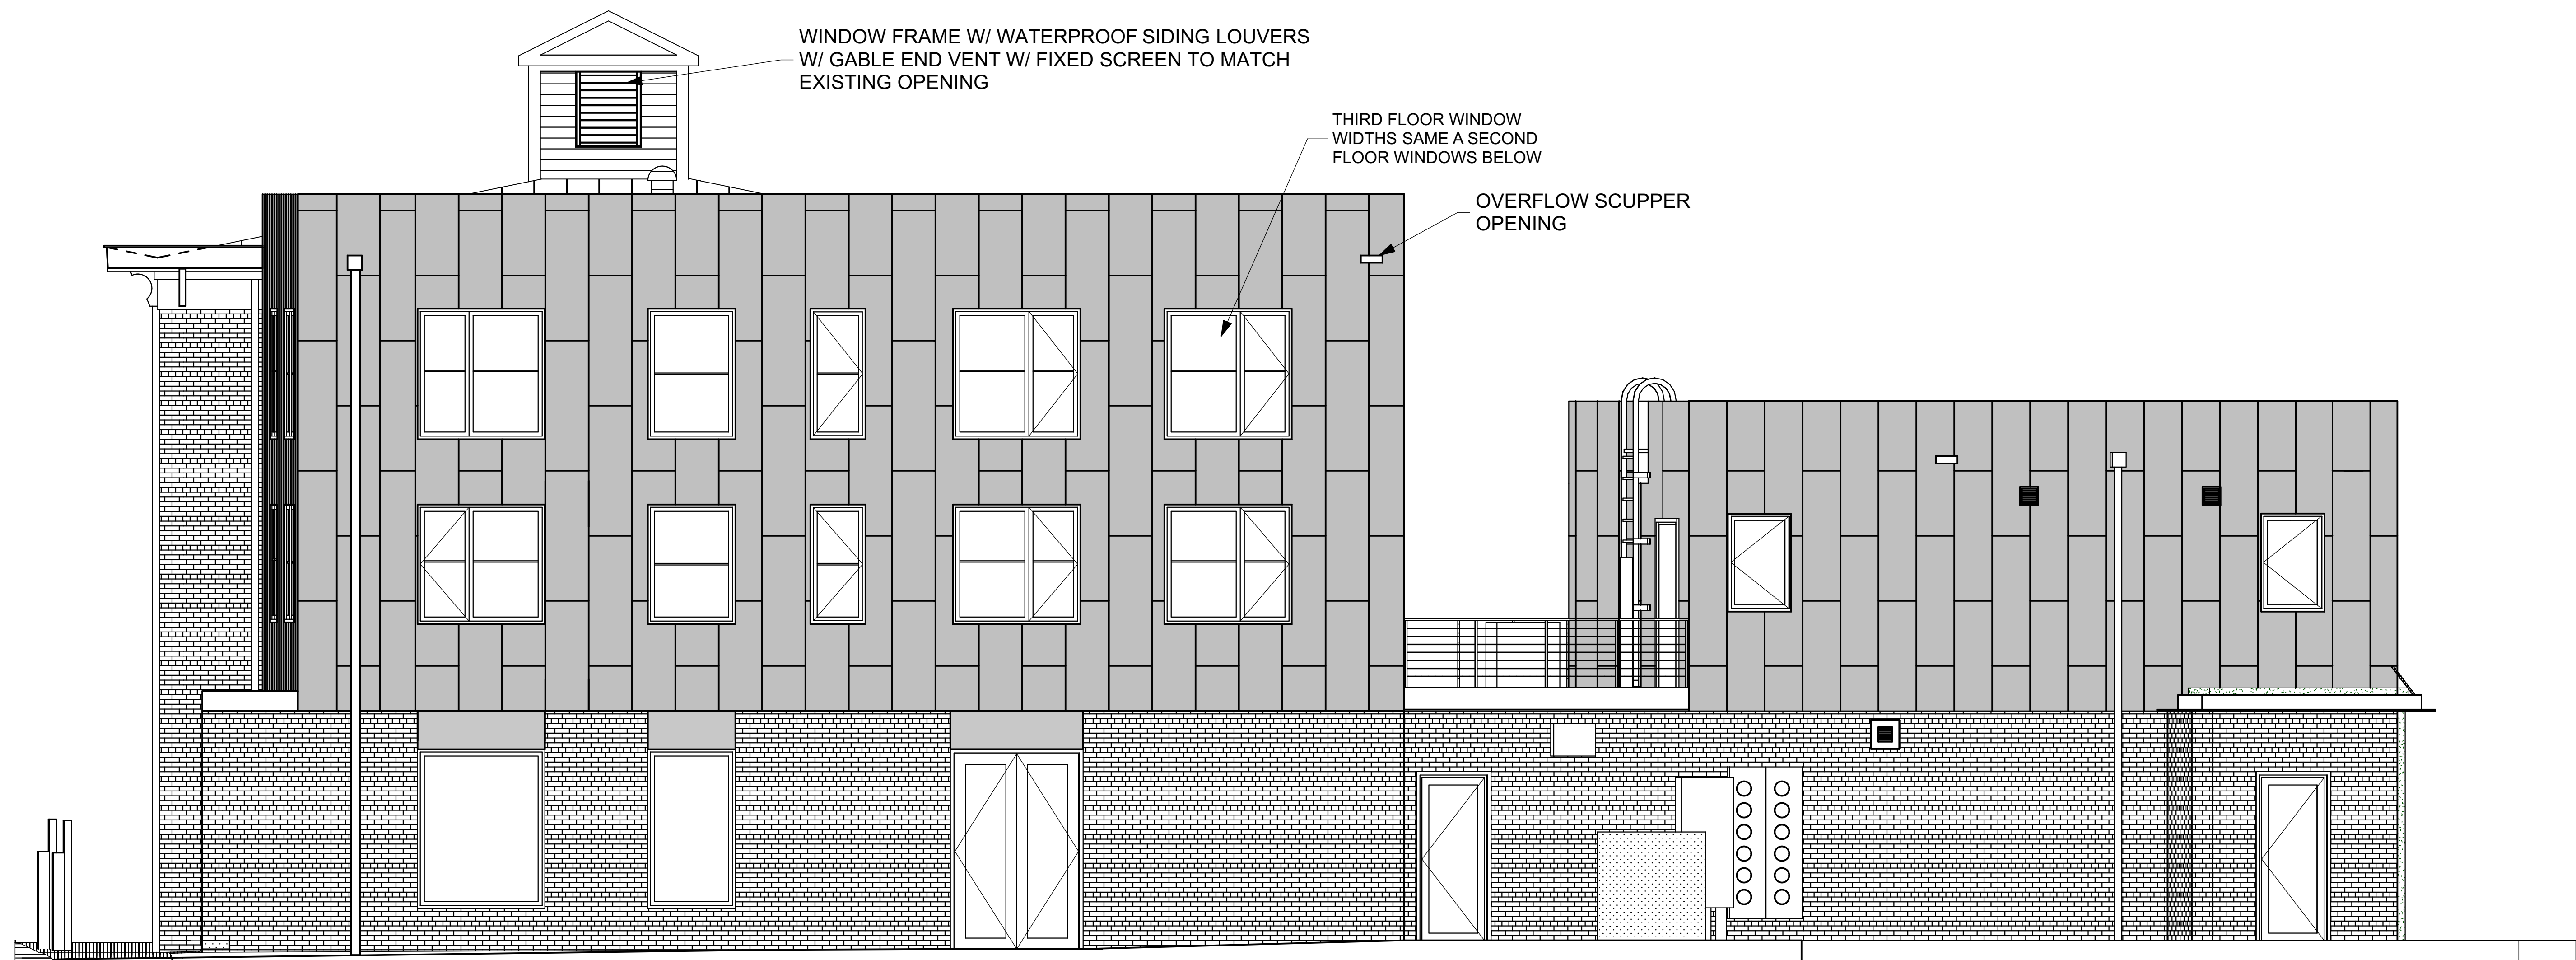 WINDOW FRAME W/ WATERPROOF SIDING LOUVERS
W/ GABLE END VENT W/ FIXED SCREEN TO MATCH
EXISTING OPENING
THIRD FLOOR WINDOW
WIDTHS SAME A SECOND
FLOOR WINDOWS BELOW
OVERFLOW SCUPPER
OPENING